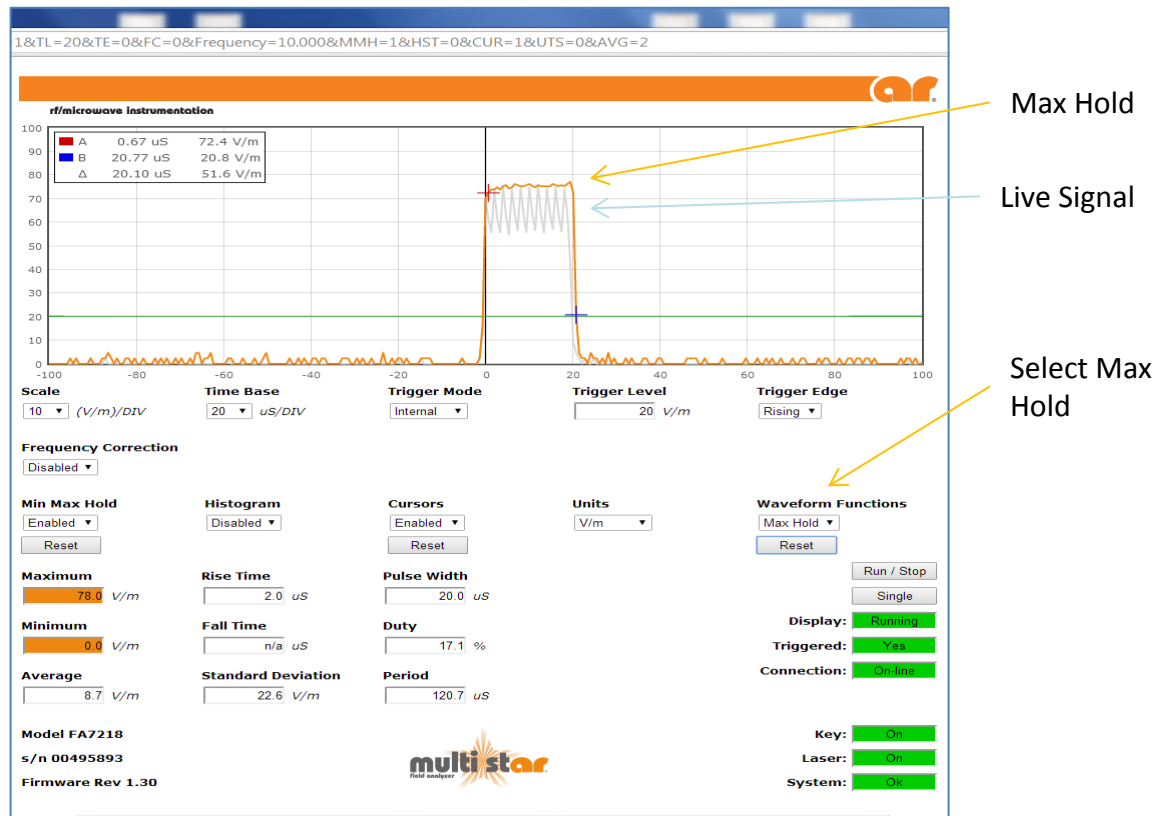 1&TL=20&TE=0&FC=0&Frequency=10.000&MMH=1&HST=0&CUR=1&UTS=0&AVG=2
ar.
rf/microwave instrumentation
Max Hold
Live Signal
Select Max
Hold
A 0.67 uS 72.4 V/m
B 20.77 uS 20.8 V/m
Δ 20.10 uS 51.6 V/m
100
90
80
70
60
50
40
30
20
10
0
-100 -80 -60 -40 -20 0 20 40 60 80 100
Scale Time Base Trigger Mode Trigger Level Trigger Edge
10 ▼ (V/m)/DIV 20 ▼ uS/DIV Internal ▼ 20 V/m Rising ▼
Frequency Correction
Disabled ▼
Min Max Hold Histogram Cursors Units Waveform Functions
Enabled ▼ Disabled ▼ Enabled ▼ V/m ▼ Max Hold ▼
Reset Reset Reset
Run / Stop
Maximum Rise Time Pulse Width
78.0 V/m 2.0 uS 20.0 uS
Single
Minimum Fall Time Duty
Display: Running
0.0 V/m n/a uS 17.1 %
Triggered: Yes
Average Standard Deviation Period
Connection: On-line
8.7 V/m 22.6 V/m 120.7 uS
Model FA7218
Key: On
s/n 00495893
Laser: On
multistar
field analyzer
Firmware Rev 1.30
System: Ok